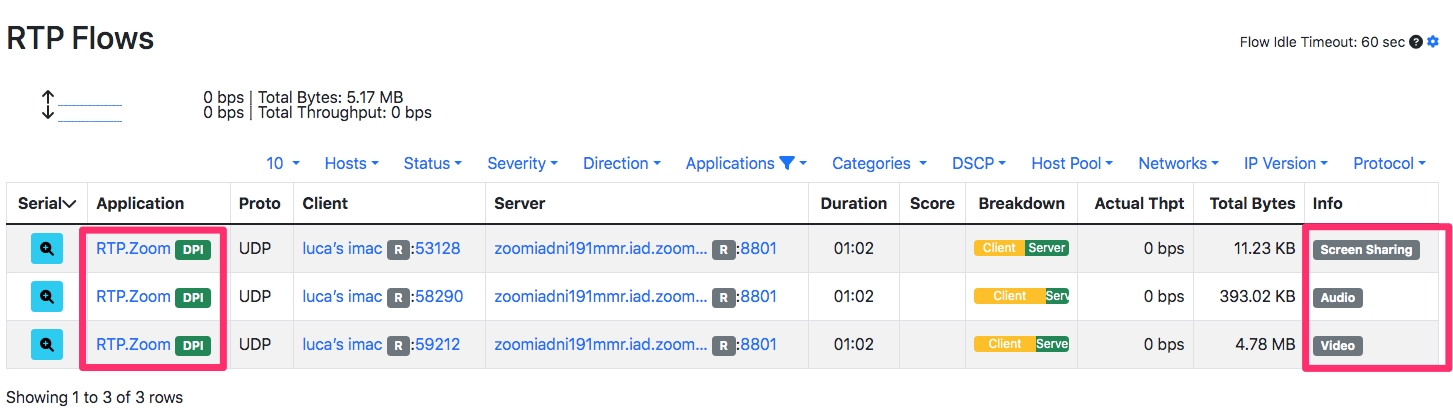 RTP Flows
Flow Idle Timeout: 60 sec
0 bps | Total Bytes: 5.17 MB
0 bps | Total Throughput: 0 bps
10 Hosts Status Severity Direction Applications Categories DSCP Host Pool Networks IP Version Protocol
Serial Application Proto Client Server Duration Score Breakdown Actual Thpt Total Bytes Info
RTP.Zoom DPI UDP luca's imac R :53128 zoomiadni191mmr.iad.zoom... R :8801 01:02 Client Server 0 bps 11.23 KB Screen Sharing
RTP.Zoom DPI UDP luca's imac R :58290 zoomiadni191mmr.iad.zoom... R :8801 01:02 Client Serv 0 bps 393.02 KB Audio
RTP.Zoom DPI UDP luca's imac R :59212 zoomiadni191mmr.iad.zoom... R :8801 01:02 Client Serve 0 bps 4.78 MB Video
Showing 1 to 3 of 3 rows